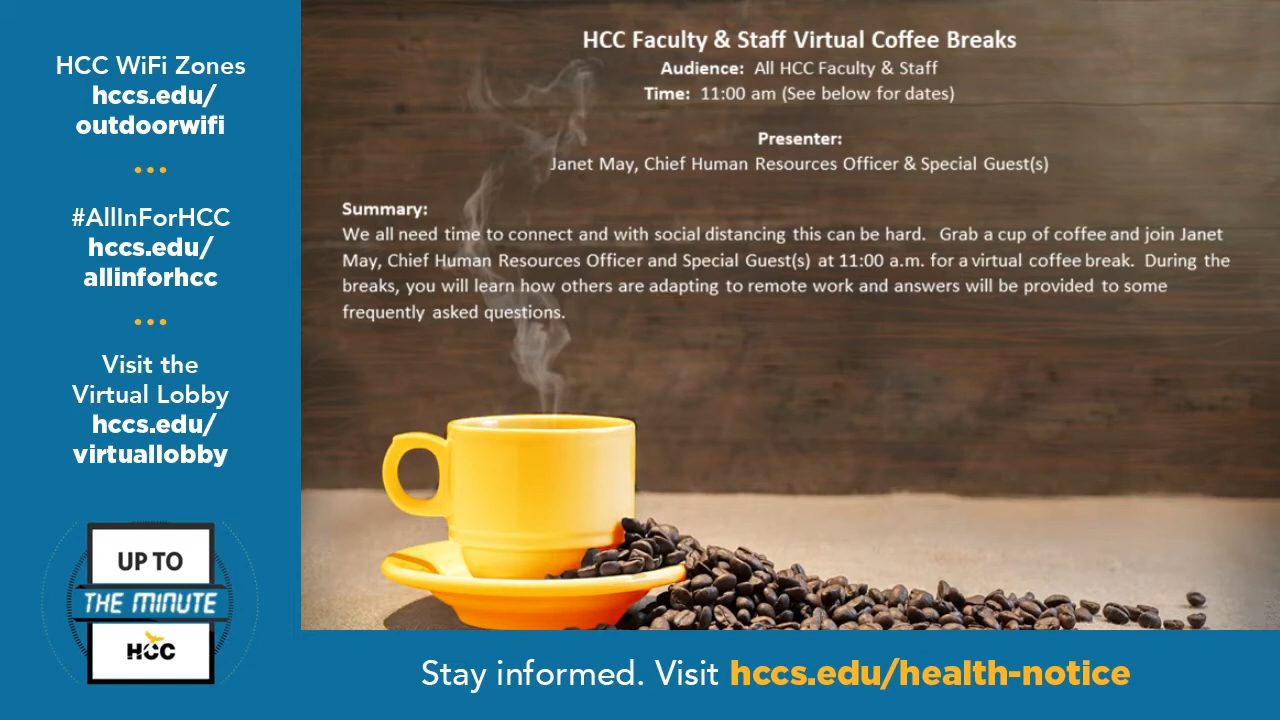 HCC WiFi Zones
hccs.edu/
outdoorwifi
#AllInForHCC
hccs.edu/
allinforhcc
Visit the
Virtual Lobby
hccs.edu/
virtuallobby
UP TO
THE MINUTE
HCC
HCC Faculty & Staff Virtual Coffee Breaks
Audience: All HCC Faculty & Staff
Time: 11:00 am (See below for dates)
Presenter:
Janet May, Chief Human Resources Officer & Special Guest(s)
Summary:
We all need time to connect and with social distancing this can be hard. Grab a cup of coffee and join Janet
May, Chief Human Resources Officer and Special Guest(s) at 11:00 a.m. for a virtual coffee break. During the
breaks, you will learn how others are adapting to remote work and answers will be provided to some
frequently asked questions.
Stay informed. Visit hccs.edu/health-notice